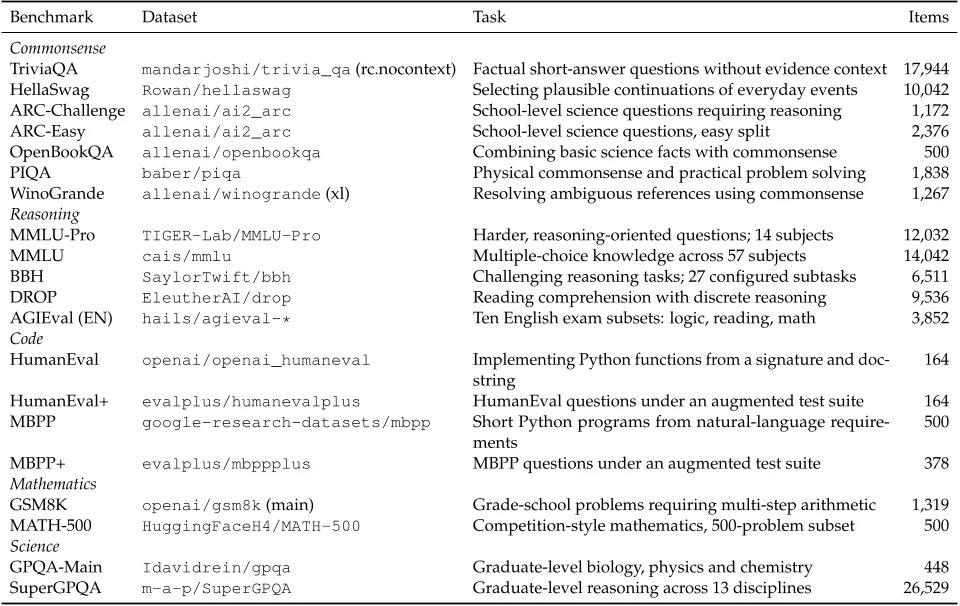 Benchmark Dataset Task Items
Commonsense
TriviaQA mandarjoshi/trivia_qa (rc.nocontext) Factual short-answer questions without evidence context 17,944
HellaSwag Rowan/hellaswag Selecting plausible continuations of everyday events 10,042
ARC-Challenge allenai/ai2_arc School-level science questions requiring reasoning 1,172
ARC-Easy allenai/ai2_arc School-level science questions, easy split 2,376
OpenBookQA allenai/openbookqa Combining basic science facts with commonsense 500
PIQA baber/piqa Physical commonsense and practical problem solving 1,838
WinoGrande allenai/winogrande (xl) Resolving ambiguous references using commonsense 1,267
Reasoning
MMLU-Pro TIGER-Lab/MMLU-Pro Harder, reasoning-oriented questions; 14 subjects 12,032
MMLU cais/mmlu Multiple-choice knowledge across 57 subjects 14,042
BBH SaylorTwift/bbh Challenging reasoning tasks; 27 configured subtasks 6,511
DROP EleutherAI/drop Reading comprehension with discrete reasoning 9,536
AGIEval (EN) hails/agieval-* Ten English exam subsets: logic, reading, math 3,852
Code
HumanEval openai/openai_humaneval Implementing Python functions from a signature and doc- 164
string
HumanEval+ evalplus/humanevalplus HumanEval questions under an augmented test suite 164
MBPP google-research-datasets/mbpp Short Python programs from natural-language require- 500
ments
MBPP+ evalplus/mbppplus MBPP questions under an augmented test suite 378
Mathematics
GSM8K openai/gsm8k (main) Grade-school problems requiring multi-step arithmetic 1,319
MATH-500 HuggingFaceH4/MATH-500 Competition-style mathematics, 500-problem subset 500
Science
GPQA-Main Idavidrein/gpqa Graduate-level biology, physics and chemistry 448
SuperGPQA m-a-p/SuperGPQA Graduate-level reasoning across 13 disciplines 26,529